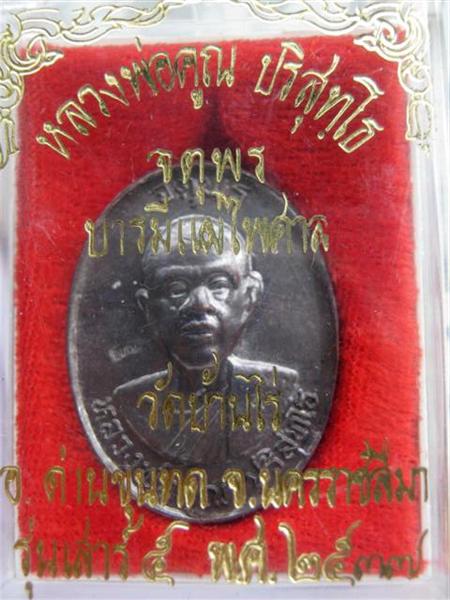 หลวงพ่อคูณ ปริสุทฺโธ
จตุพร
บารมีแผ่ไพศาล
วัดบ้านไร่
อ. ด่านขุนทด จ.นครราชสีมา
รุ่นเสาร์ ๕ พ.ศ. ๒๕๓๗